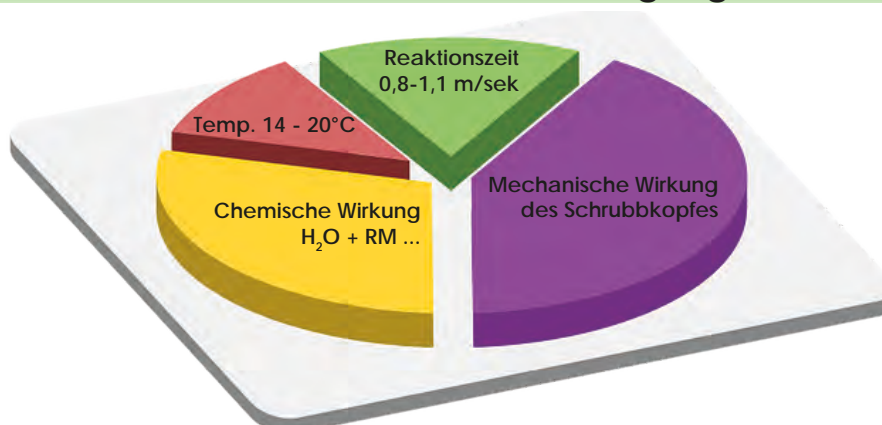 Reaktionszeit
0,8-1,1 m/sek
Temp. 14 - 20°C
Mechanische Wirkung
des Schrubbkopfes
Chemische Wirkung
H₂O + RM ...